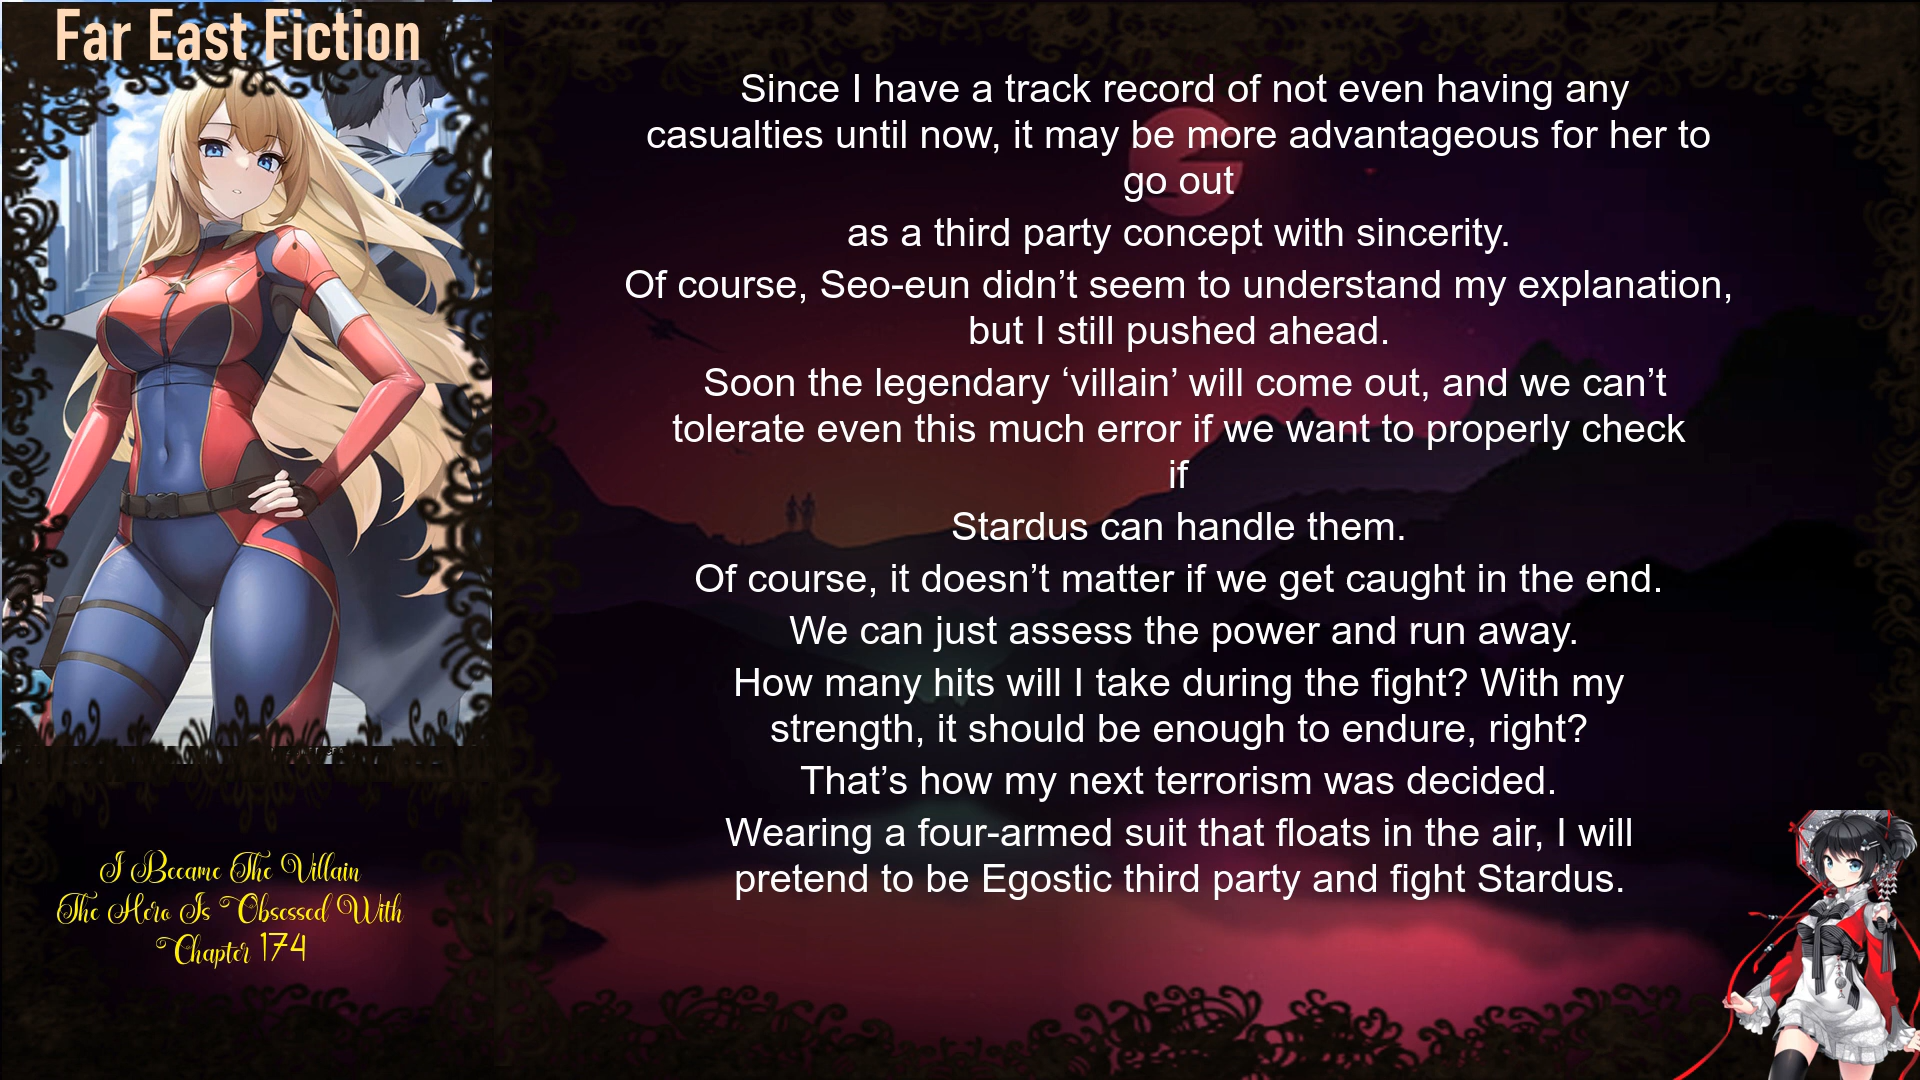 Far East Fiction
Since I have a track record of not even having any
casualties until now, it may be more advantageous for her to
go out
as a third party concept with sincerity.
Of course, Seo-eun didn’t seem to understand my explanation,
but I still pushed ahead.
Soon the legendary ‘villain’ will come out, and we can’t
tolerate even this much error if we want to properly check
if
Stardus can handle them.
Of course, it doesn’t matter if we get caught in the end.
We can just assess the power and run away.
How many hits will I take during the fight? With my
strength, it should be enough to endure, right?
That’s how my next terrorism was decided.
Wearing a four-armed suit that floats in the air, I will
pretend to be Egostic third party and fight Stardus.
I Became The Villain
The Hero Is Obsessed With
Chapter 174